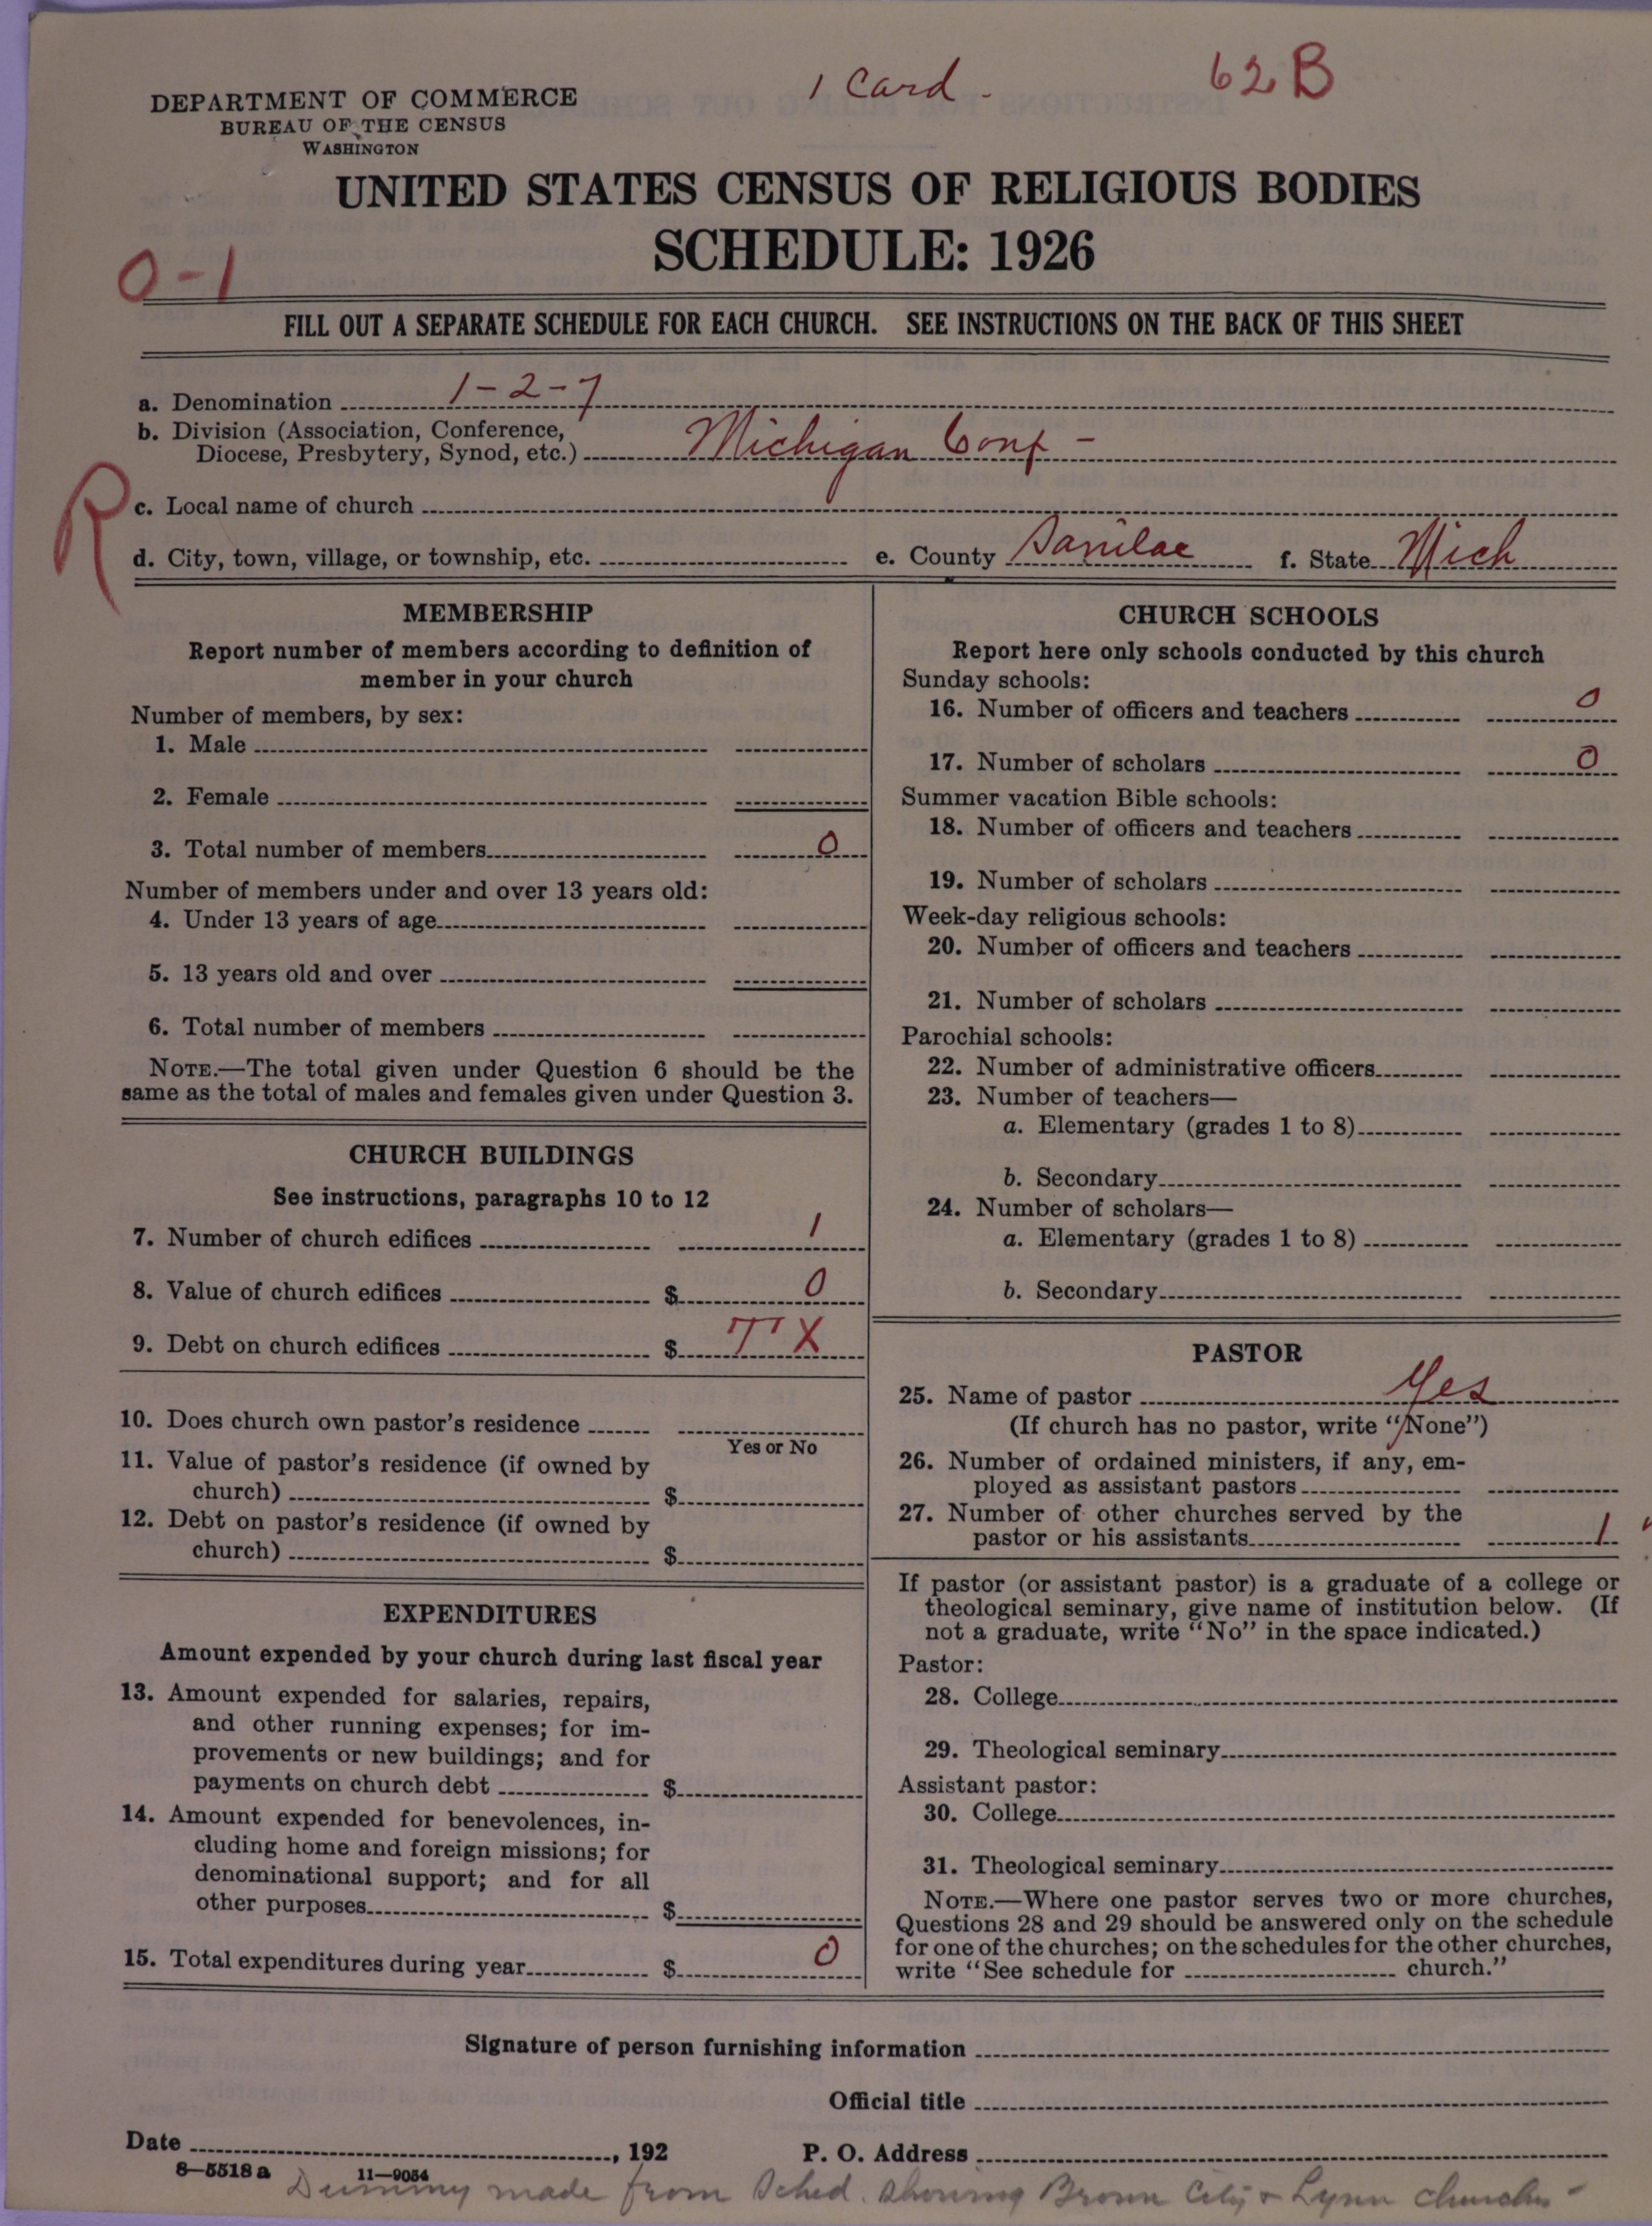 1 Card -
62B
DEPARTMENT OF COMMERCE
BUREAU OF THE CENSUS
WASHINGTON
UNITED STATES CENSUS OF RELIGIOUS BODIES
SCHEDULE: 1926
0-1
FILL OUT A SEPARATE SCHEDULE FOR EACH CHURCH. SEE INSTRUCTIONS ON THE BACK OF THIS SHEET
a. Denomination 1-2-7
b. Division (Association, Conference,
Diocese, Presbytery, Synod, etc.) Michigan Conf -
R
c. Local name of church
d. City, town, village, or township, etc. e. County Sanilac f. State Mich
MEMBERSHIP
Report number of members according to definition of
member in your church
Number of members, by sex:
1. Male
2. Female
3. Total number of members 0
Number of members under and over 13 years old:
4. Under 13 years of age
5. 13 years old and over
6. Total number of members
NOTE.—The total given under Question 6 should be the
same as the total of males and females given under Question 3.
CHURCH BUILDINGS
See instructions, paragraphs 10 to 12
7. Number of church edifices 1
8. Value of church edifices $ 0
9. Debt on church edifices $ T'X
10. Does church own pastor's residence
Yes or No
11. Value of pastor's residence (if owned by
church) $
12. Debt on pastor's residence (if owned by
church) $
EXPENDITURES
Amount expended by your church during last fiscal year
13. Amount expended for salaries, repairs,
and other running expenses; for im-
provements or new buildings; and for
payments on church debt $
14. Amount expended for benevolences, in-
cluding home and foreign missions; for
denominational support; and for all
other purposes $
15. Total expenditures during year $ 0
CHURCH SCHOOLS
Report here only schools conducted by this church
Sunday schools:
16. Number of officers and teachers 0
17. Number of scholars 0
Summer vacation Bible schools:
18. Number of officers and teachers
19. Number of scholars
Week-day religious schools:
20. Number of officers and teachers
21. Number of scholars
Parochial schools:
22. Number of administrative officers
23. Number of teachers—
a. Elementary (grades 1 to 8)
b. Secondary
24. Number of scholars—
a. Elementary (grades 1 to 8)
b. Secondary
PASTOR
25. Name of pastor Yes
(If church has no pastor, write "None")
26. Number of ordained ministers, if any, em-
ployed as assistant pastors
27. Number of other churches served by the
pastor or his assistants 1
If pastor (or assistant pastor) is a graduate of a college or
theological seminary, give name of institution below. (If
not a graduate, write "No" in the space indicated.)
Pastor:
28. College
29. Theological seminary
Assistant pastor:
30. College
31. Theological seminary
NOTE.—Where one pastor serves two or more churches,
Questions 28 and 29 should be answered only on the schedule
for one of the churches; on the schedules for the other churches,
write "See schedule for church."
Signature of person furnishing information
Official title
Date , 192 P. O. Address
8—5518 a 11—9054
Dummy made from Sched. showing Brown City & Lynn churches -